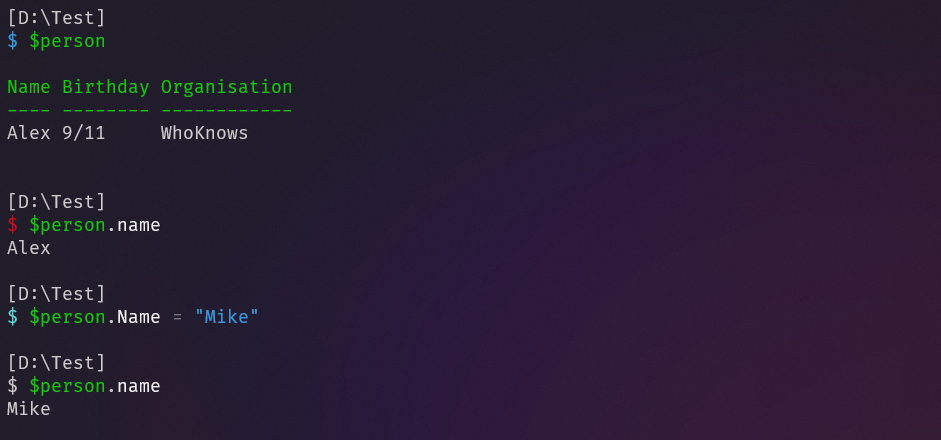 [D:\Test]
$ $person
Name Birthday Organisation
---- -------- ------------
Alex 9/11     WhoKnows
[D:\Test]
$ $person.name
Alex
[D:\Test]
$ $person.Name = "Mike"
[D:\Test]
$ $person.name
Mike